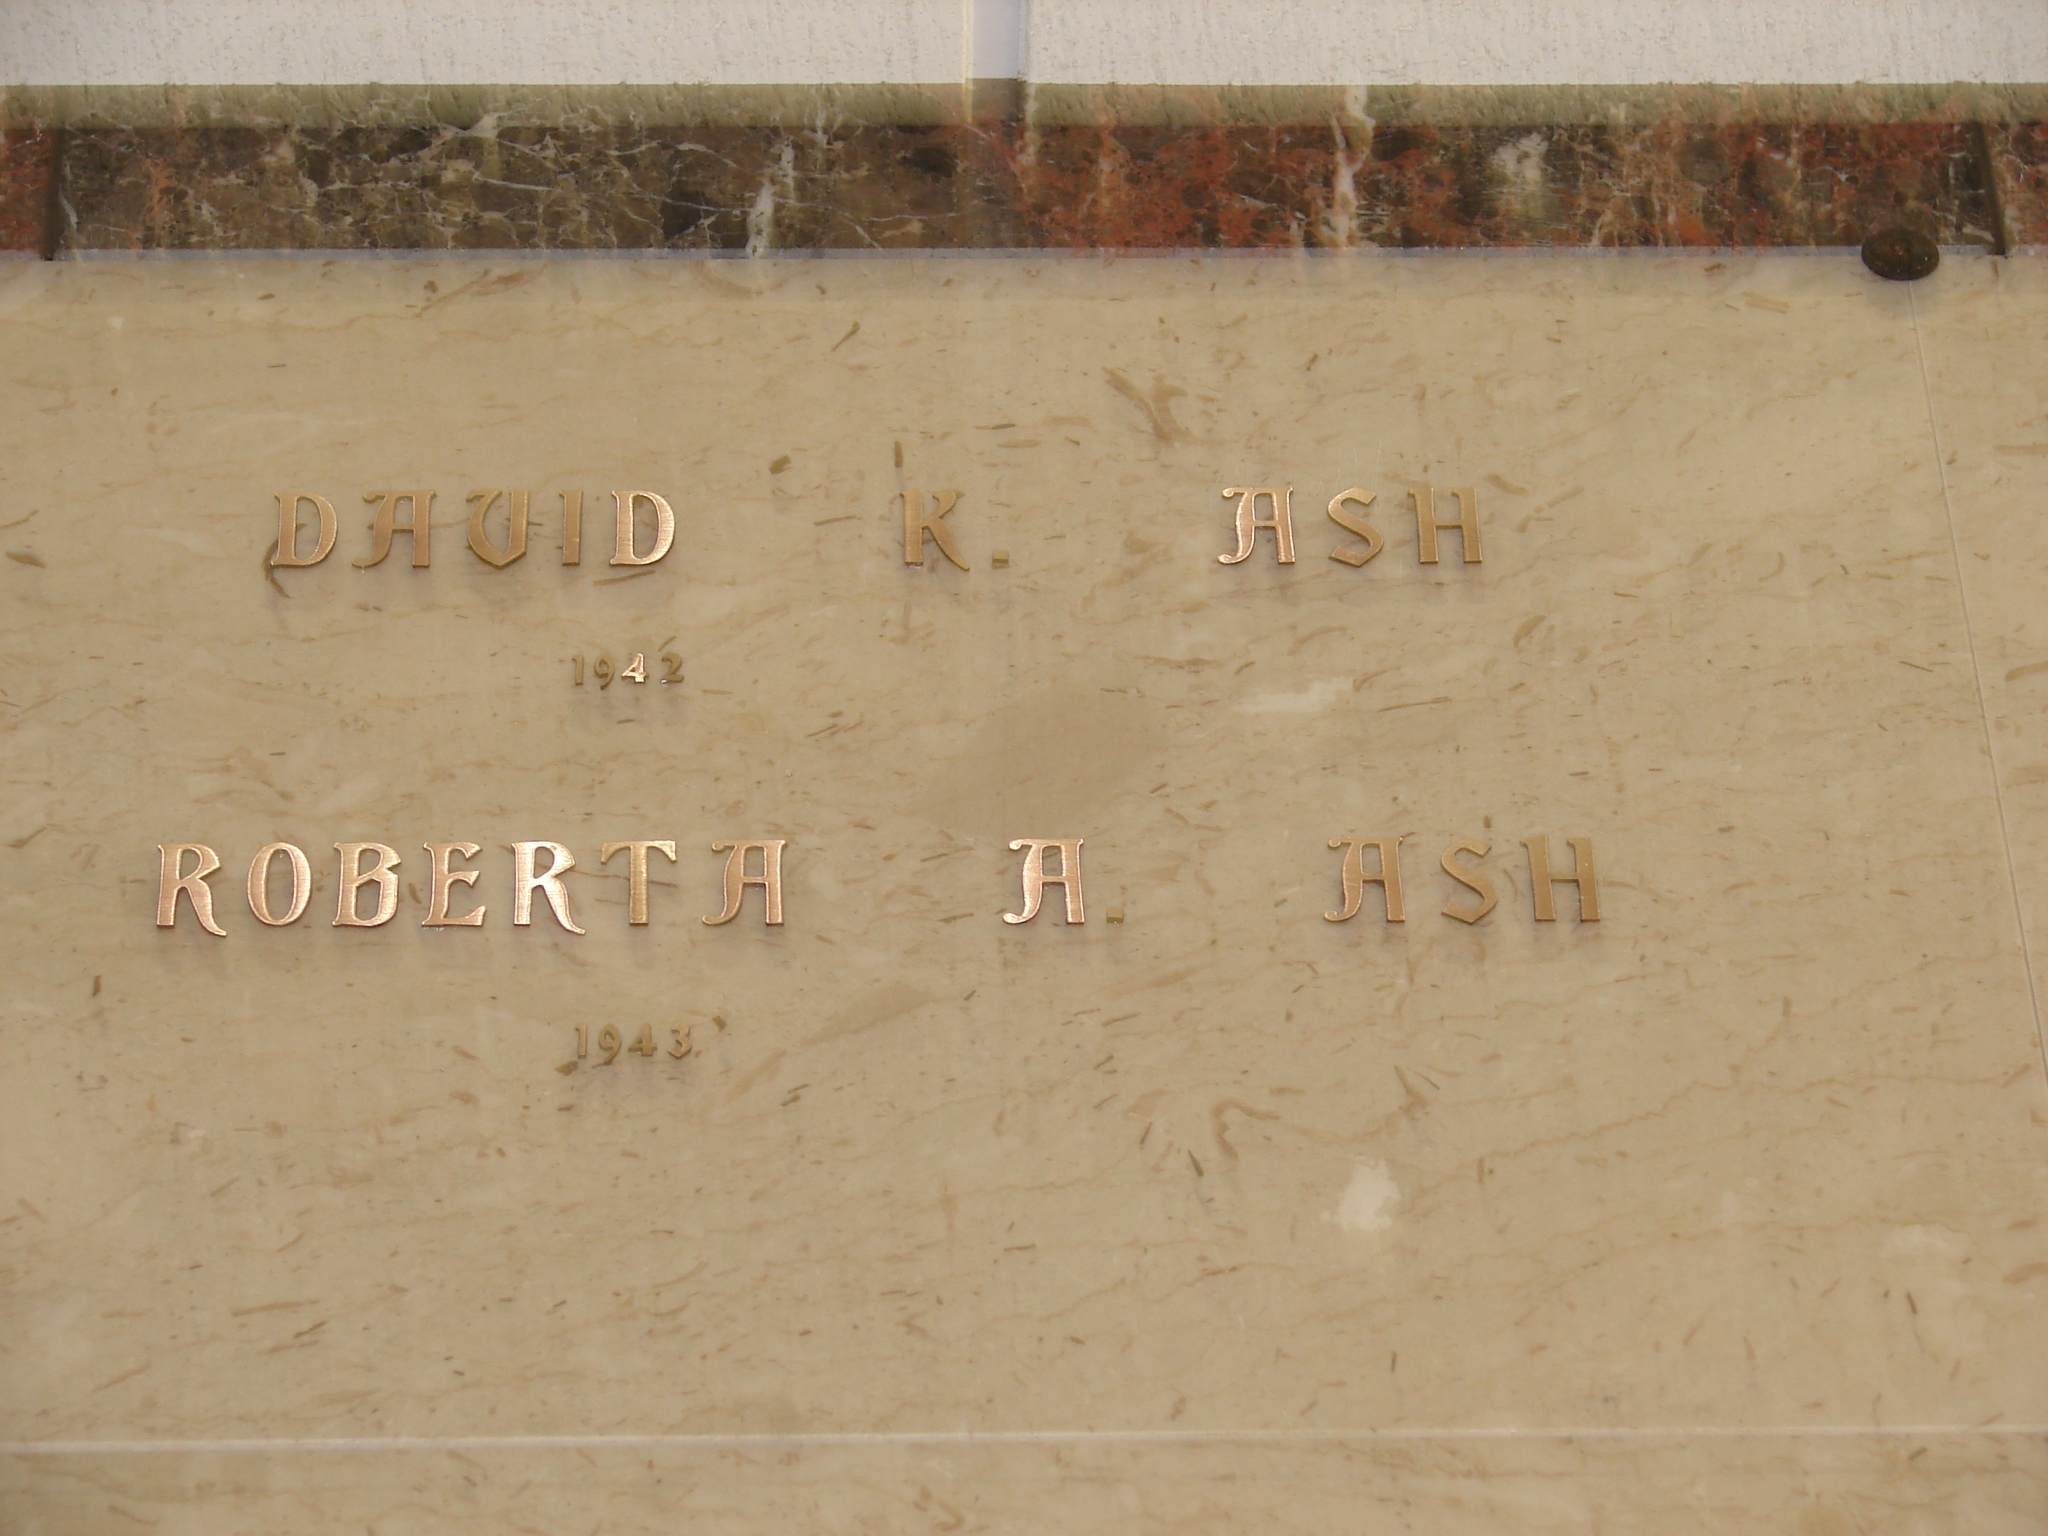 DAVID K. ASH
1942
ROBERTA A. ASH
1943